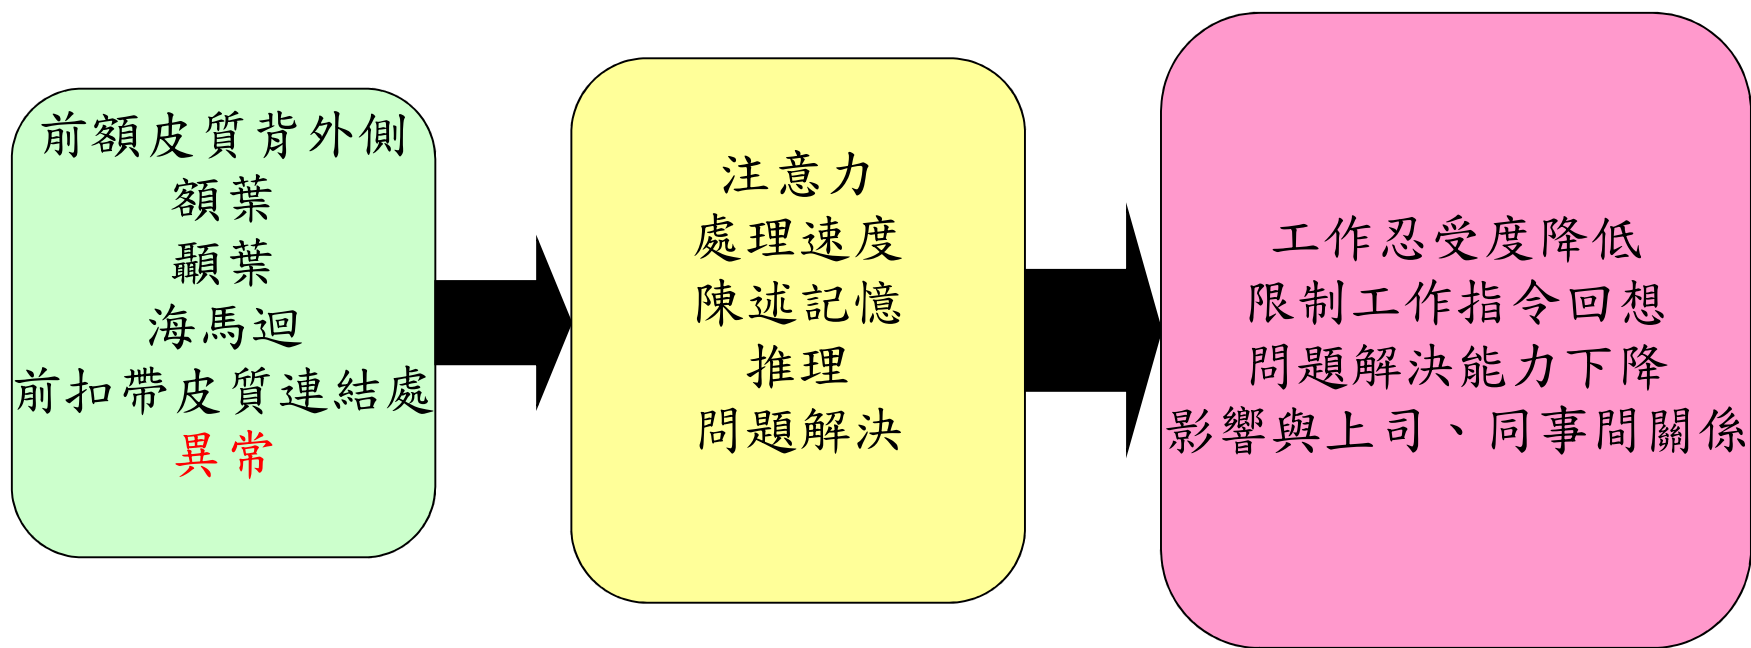 前額皮質背外側
額葉
顳葉
海馬迴
前扣帶皮質連結處
異常
注意力
處理速度
陳述記憶
推理
問題解決
工作忍受度降低
限制工作指令回想
問題解決能力下降
影響與上司、同事間關係